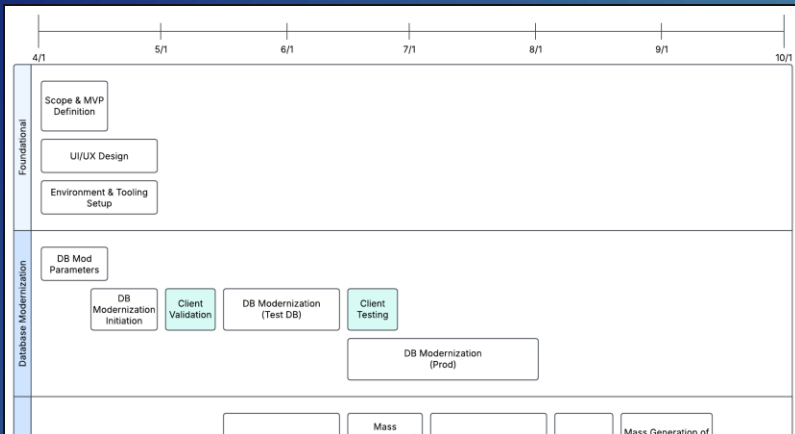 4/1
5/1
6/1
7/1
8/1
9/1
10/1
Foundational
Scope & MVP
Definition
UI/UX Design
Environment & Tooling
Setup
Database Modernization
DB Mod
Parameters
DB
Modernization
Initiation
Client
Validation
DB Modernization
(Test DB)
Client
Testing
DB Modernization
(Prod)
Mass
Mass Generation of